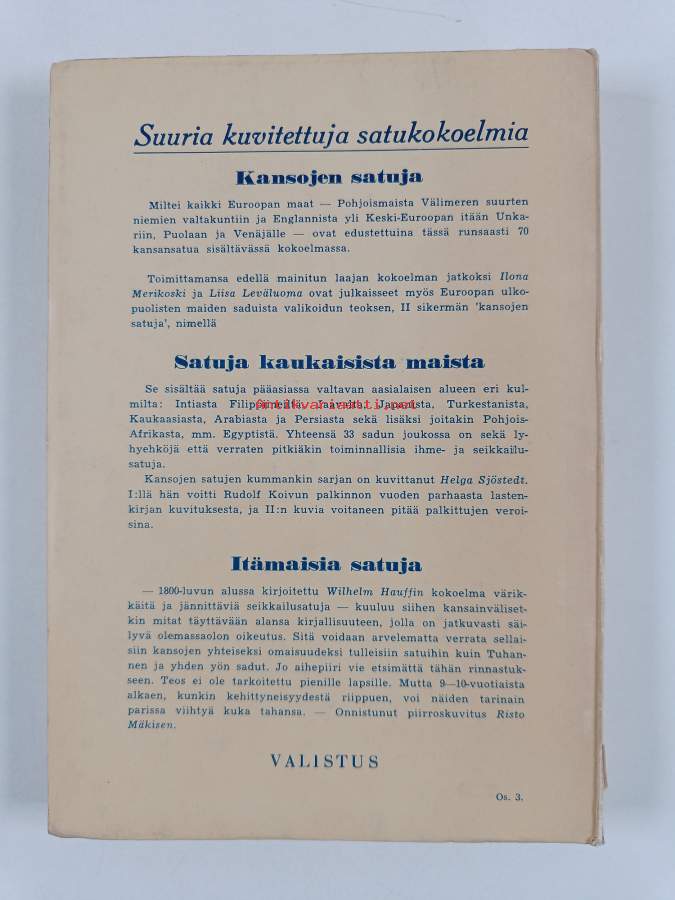 Suuria kuvitettuja satukokoelmia
Kansojen satuja
Miltei kaikki Euroopan maat — Pohjoismaista Välimeren suurten
niemien valtakuntiin ja Englannista yli Keski-Euroopan itään Unka-
riin, Puolaan ja Venäjälle — ovat edustettuina tässä runsaasti 70
kansansatua sisältävässä kokoelmassa.
Toimittamansa edellä mainitun laajan kokoelman jatkoksi Ilona
Merikoski ja Liisa Leväluoma ovat julkaisseet myös Euroopan ulko-
puolisten maiden saduista valikoidun teoksen, II sikermän 'kansojen
satuja', nimellä
Satuja kaukaisista maista
Se sisältää satuja pääasiassa valtavan aasialaisen alueen eri kul-
milta: Intiasta Filippiineillä, Jaavalta, Japanista, Turkestanista,
antikvariaatti.net
Kaukaasiasta, Arabiasta ja Persiasta sekä lisäksi joitakin Pohjois-
Afrikasta, mm. Egyptistä. Yhteensä 33 sadun joukossa on sekä ly-
hyehköjä että verraten pitkiäkin toiminnallisia ihme- ja seikkailu-
satuja.
Kansojen satujen kummankin sarjan on kuvittanut Helga Sjöstedt.
I:llä hän voitti Rudolf Koivun palkinnon vuoden parhaasta lasten-
kirjan kuvituksesta, ja II:n kuvia voitaneen pitää palkittujen veroi-
sina.
Itämaisia satuja
— 1800-luvun alussa kirjoitettu Wilhelm Hauffin kokoelma värik-
käitä ja jännittäviä seikkailusatuja — kuuluu siihen kansainväliset-
kin mitat täyttävään alansa kirjallisuuteen, jolla on jatkuvasti säi-
lyvä olemassaolon oikeutus. Sitä voidaan arvelematta verrata sellai-
siin kansojen yhteiseksi omaisuudeksi tulleisiin satuihin kuin Tuhan-
nen ja yhden yön sadut. Jo aihepiiri vie etsimättä tähän rinnastuk-
seen. Teos ei ole tarkoitettu pienille lapsille. Mutta 9—10-vuotiaista
alkaen, kunkin kehittyneisyydestä riippuen, voi näiden tarinain
parissa viihtyä kuka tahansa. — Onnistunut piirroskuvitus Risto
Mäkisen.
VALISTUS
Os. 3.